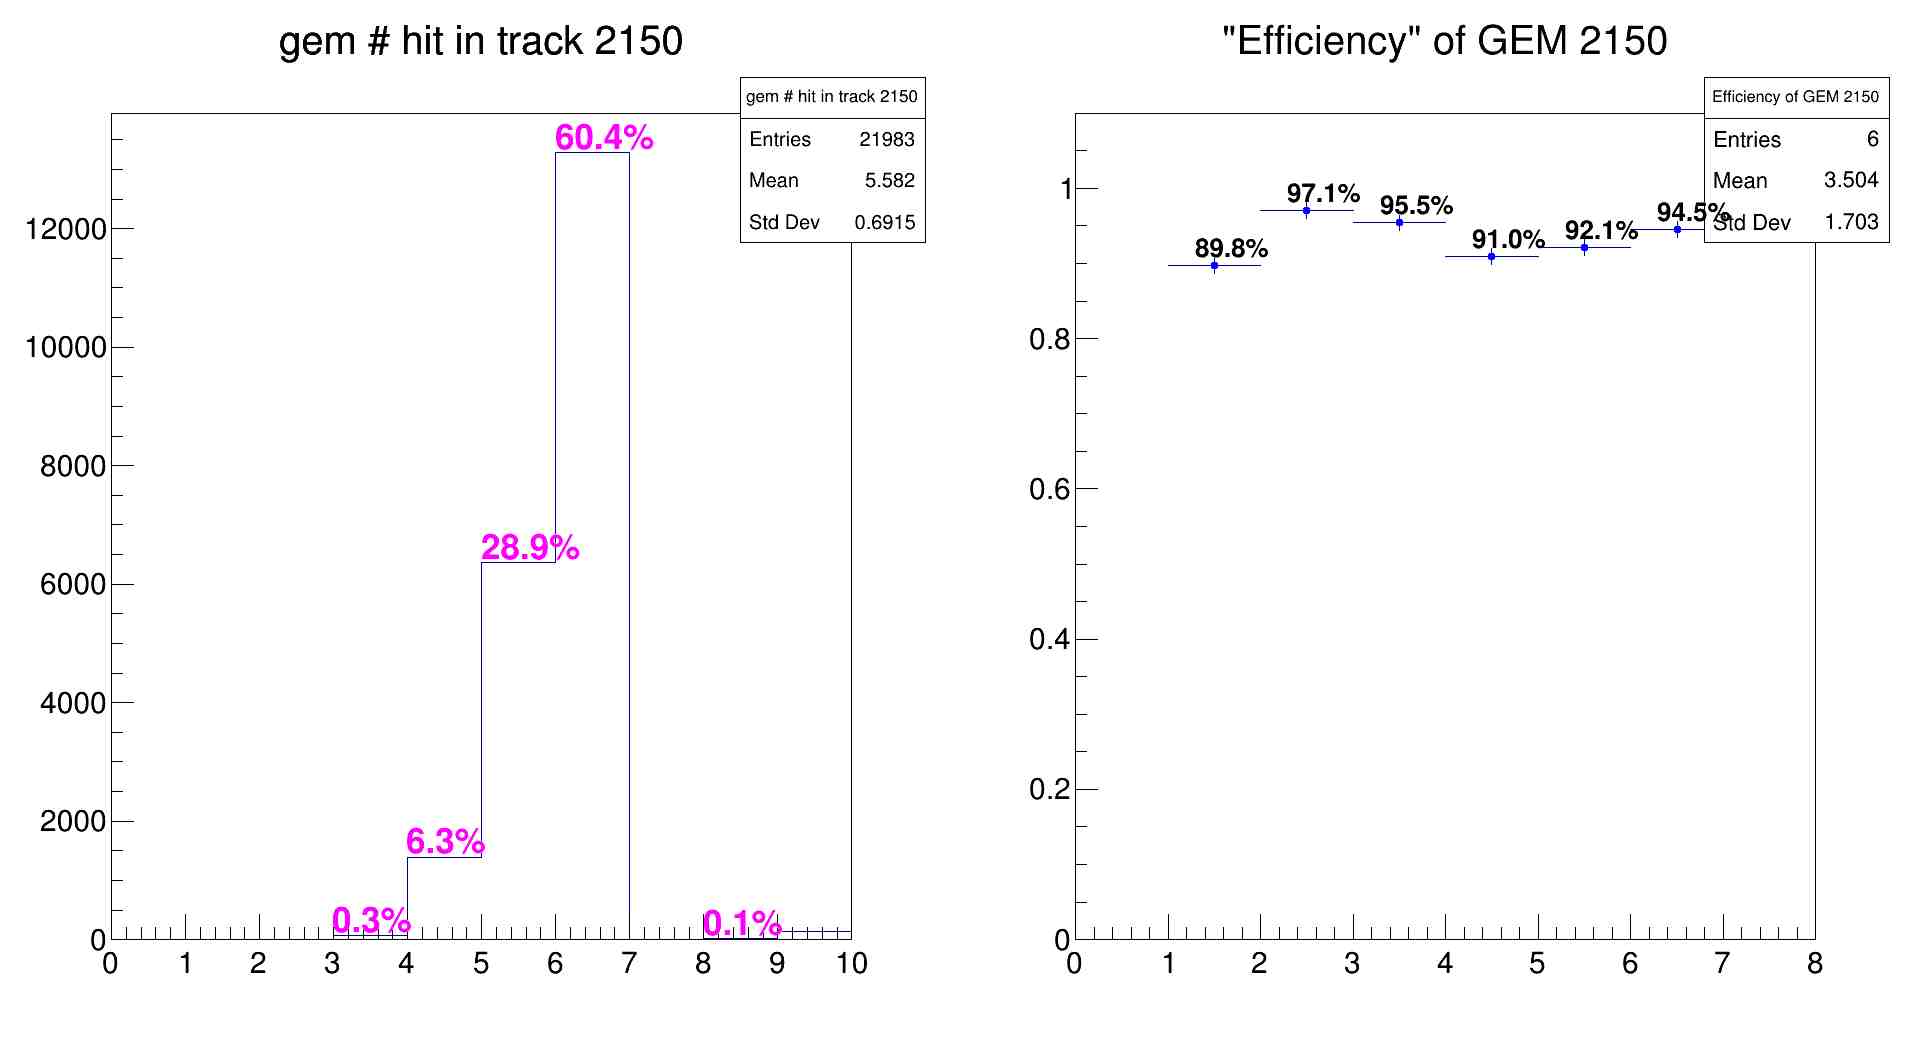 gem # hit in track 2150
gem # hit in track 2150
Entries 21983
Mean 5.582
Std Dev 0.6915
60.4%
28.9%
6.3%
0.3%
0.1%
12000
10000
8000
6000
4000
2000
0
0 1 2 3 4 5 6 7 8 9 10
"Efficiency" of GEM 2150
Efficiency of GEM 2150
Entries 6
Mean 3.504
Std Dev 1.703
89.8%
97.1%
95.5%
91.0%
92.1%
94.5%
1
0.8
0.6
0.4
0.2
0
0 1 2 3 4 5 6 7 8